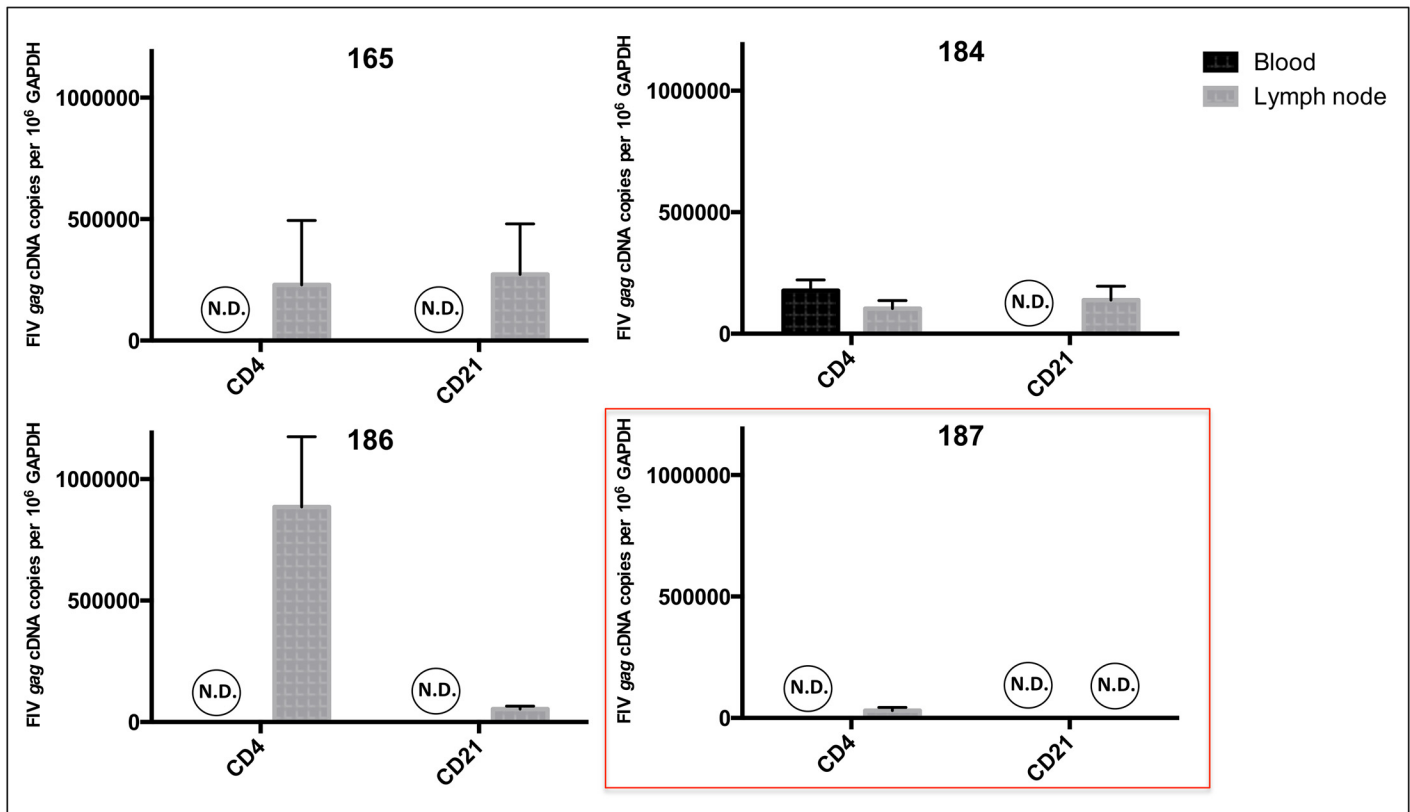 165
FIV gag cDNA copies per 10⁶ GAPDH
1000000
500000
0
N.D.
N.D.
CD4
CD21
184
FIV gag cDNA copies per 10⁶ GAPDH
1000000
500000
0
N.D.
CD4
CD21
Blood
Lymph node
186
FIV gag cDNA copies per 10⁶ GAPDH
1000000
500000
0
N.D.
N.D.
CD4
CD21
187
FIV gag cDNA copies per 10⁶ GAPDH
1000000
500000
0
N.D.
N.D.
N.D.
CD4
CD21